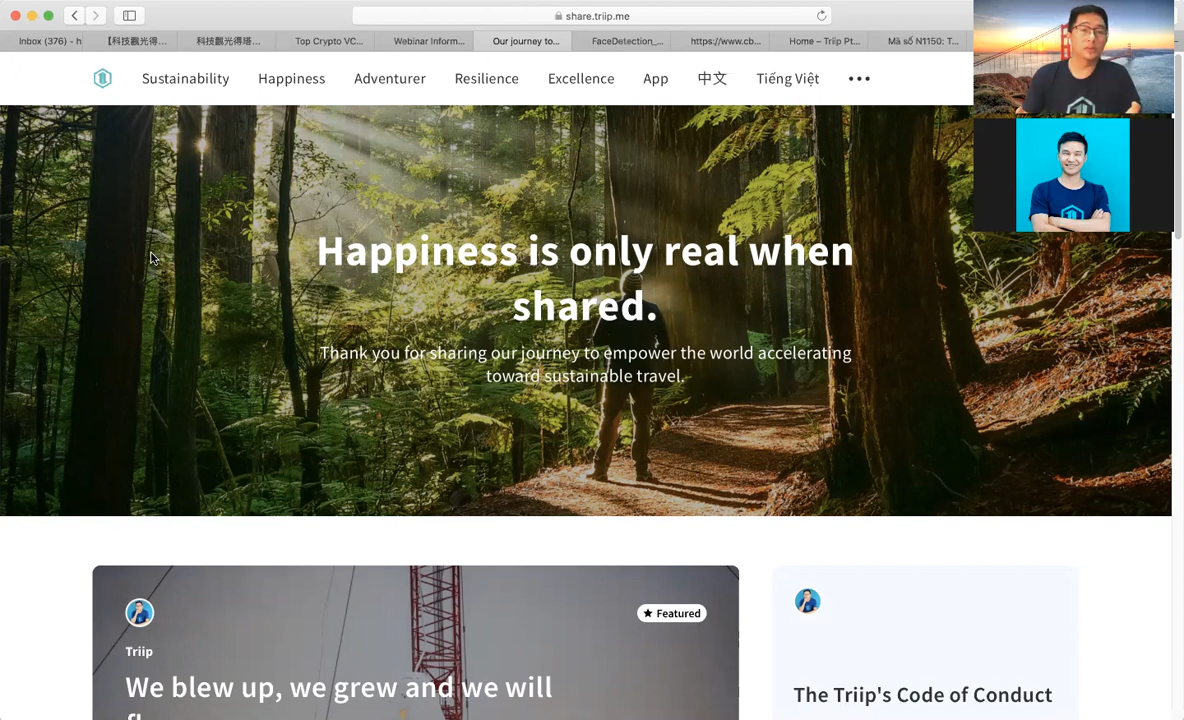 share.triip.me
Inbox (376) - h
【科技觀光得...
科技觀光得塔...
Top Crypto VC...
Webinar Inform...
Our journey to...
FaceDetection_...
https://www.cb...
Home – Triip Pt...
Mã số N1150: T...
Sustainability
Happiness
Adventurer
Resilience
Excellence
App
中文
Tiếng Việt
Happiness is only real when
shared.
Thank you for sharing our journey to empower the world accelerating
toward sustainable travel.
Featured
Triip
We blew up, we grew and we will
The Triip's Code of Conduct